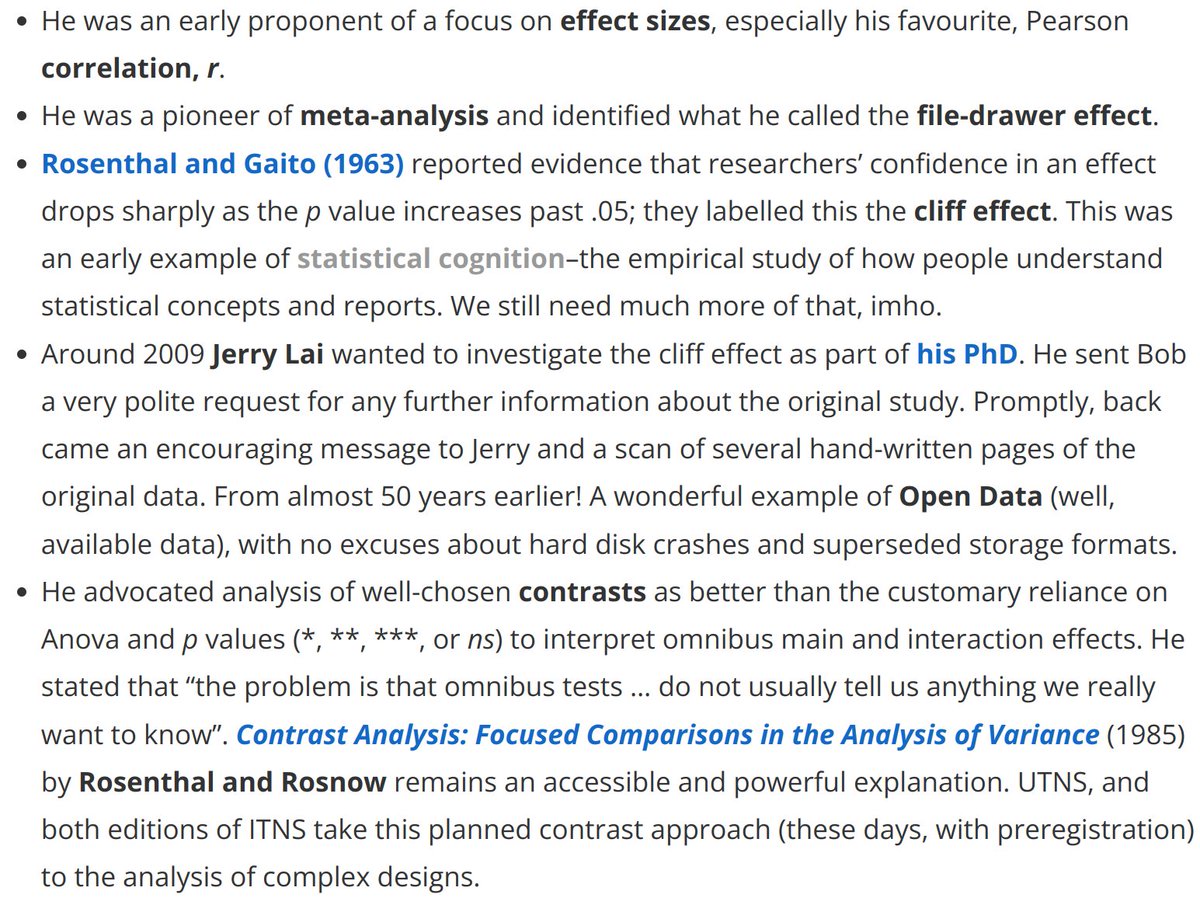 • He was an early proponent of a focus on effect sizes, especially his favourite, Pearson
correlation, r.
• He was a pioneer of meta-analysis and identified what he called the file-drawer effect.
• Rosenthal and Gaito (1963) reported evidence that researchers’ confidence in an effect
drops sharply as the p value increases past .05; they labelled this the cliff effect. This was
an early example of statistical cognition–the empirical study of how people understand
statistical concepts and reports. We still need much more of that, imho.
• Around 2009 Jerry Lai wanted to investigate the cliff effect as part of his PhD. He sent Bob
a very polite request for any further information about the original study. Promptly, back
came an encouraging message to Jerry and a scan of several hand-written pages of the
original data. From almost 50 years earlier! A wonderful example of Open Data (well,
available data), with no excuses about hard disk crashes and superseded storage formats.
• He advocated analysis of well-chosen contrasts as better than the customary reliance on
Anova and p values (*, **, ***, or ns) to interpret omnibus main and interaction effects. He
stated that “the problem is that omnibus tests … do not usually tell us anything we really
want to know”. Contrast Analysis: Focused Comparisons in the Analysis of Variance (1985)
by Rosenthal and Rosnow remains an accessible and powerful explanation. UTNS, and
both editions of ITNS take this planned contrast approach (these days, with preregistration)
to the analysis of complex designs.